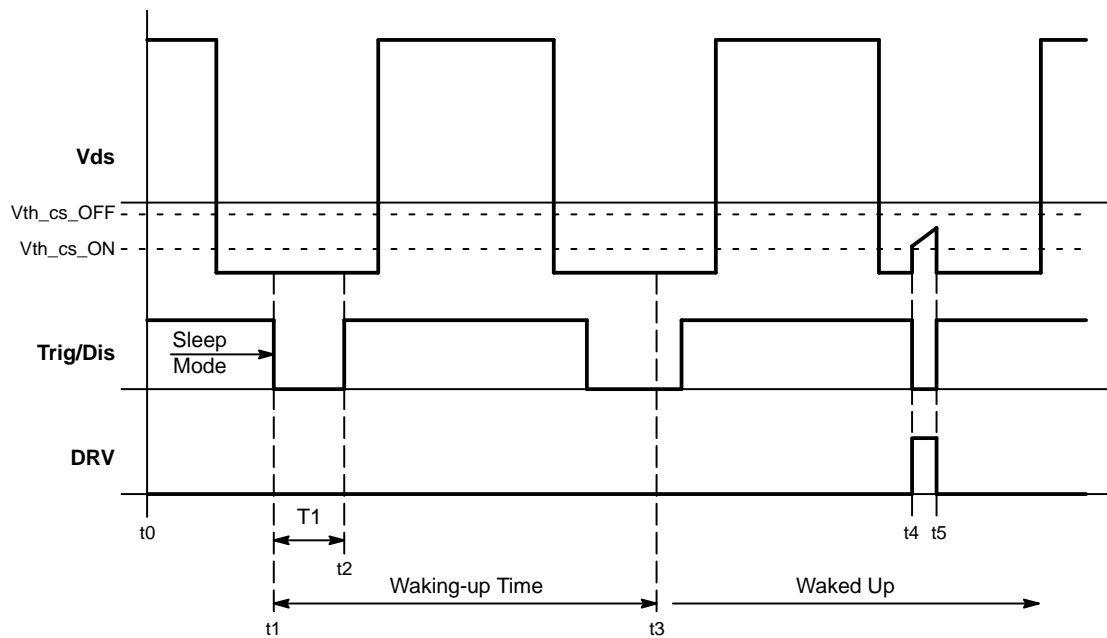 Vds
Vth_cs_OFF
Vth_cs_ON
Trig/Dis
Sleep
Mode
DRV
t0
T1
t2
t4
t5
Waking-up Time
Waked Up
t1
t3